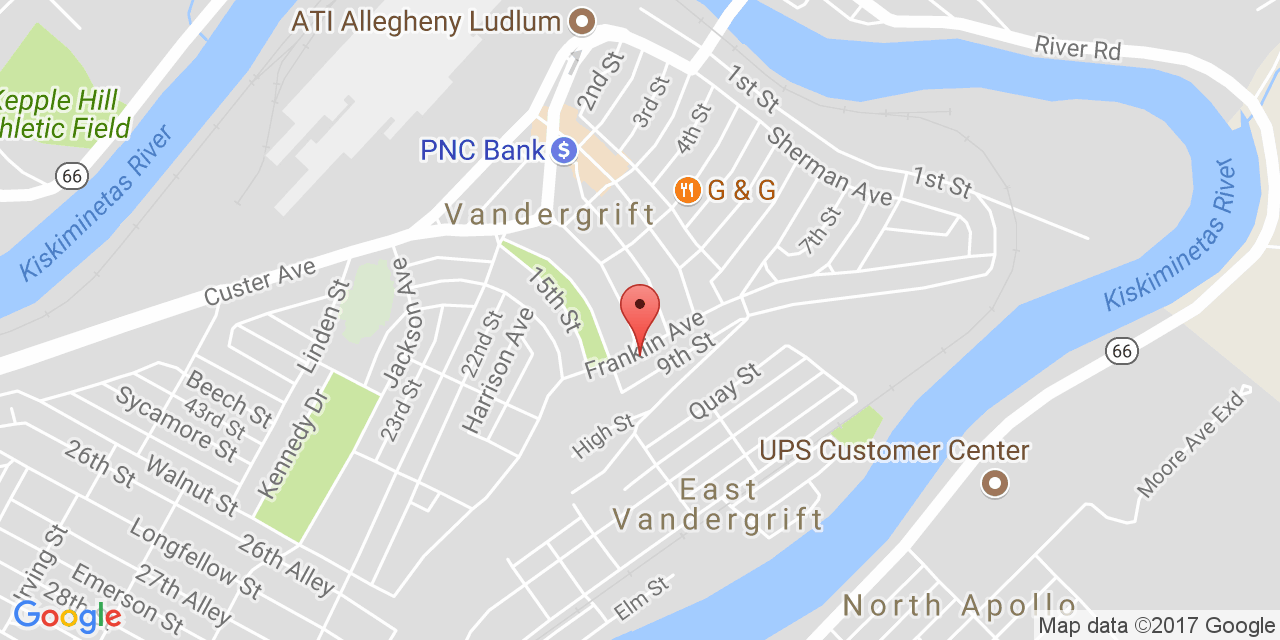 ATI Allegheny Ludlum
River Rd
2nd St
3rd St
1st St
Kepple Hill
Athletic Field
4th St
Sherman Ave
PNC Bank
$
66
1st St
G & G
Kiskiminetas River
Vandergrift
7th St
Kiskiminetas River
Custer Ave
15th St
Linden St
Jackson Ave
22nd St
Harrison Ave
Franklin Ave
9th St
66
Beech St
43rd St
Sycamore St
23rd St
Quay St
Kennedy Dr
High St
Moore Ave Exd
26th St
Walnut St
UPS Customer Center
East
Vandergrift
26th Alley
Longfellow St
Irving St
27th Alley
Emerson St
28th
Elm St
North Apollo
Google
Map data ©2017 Google